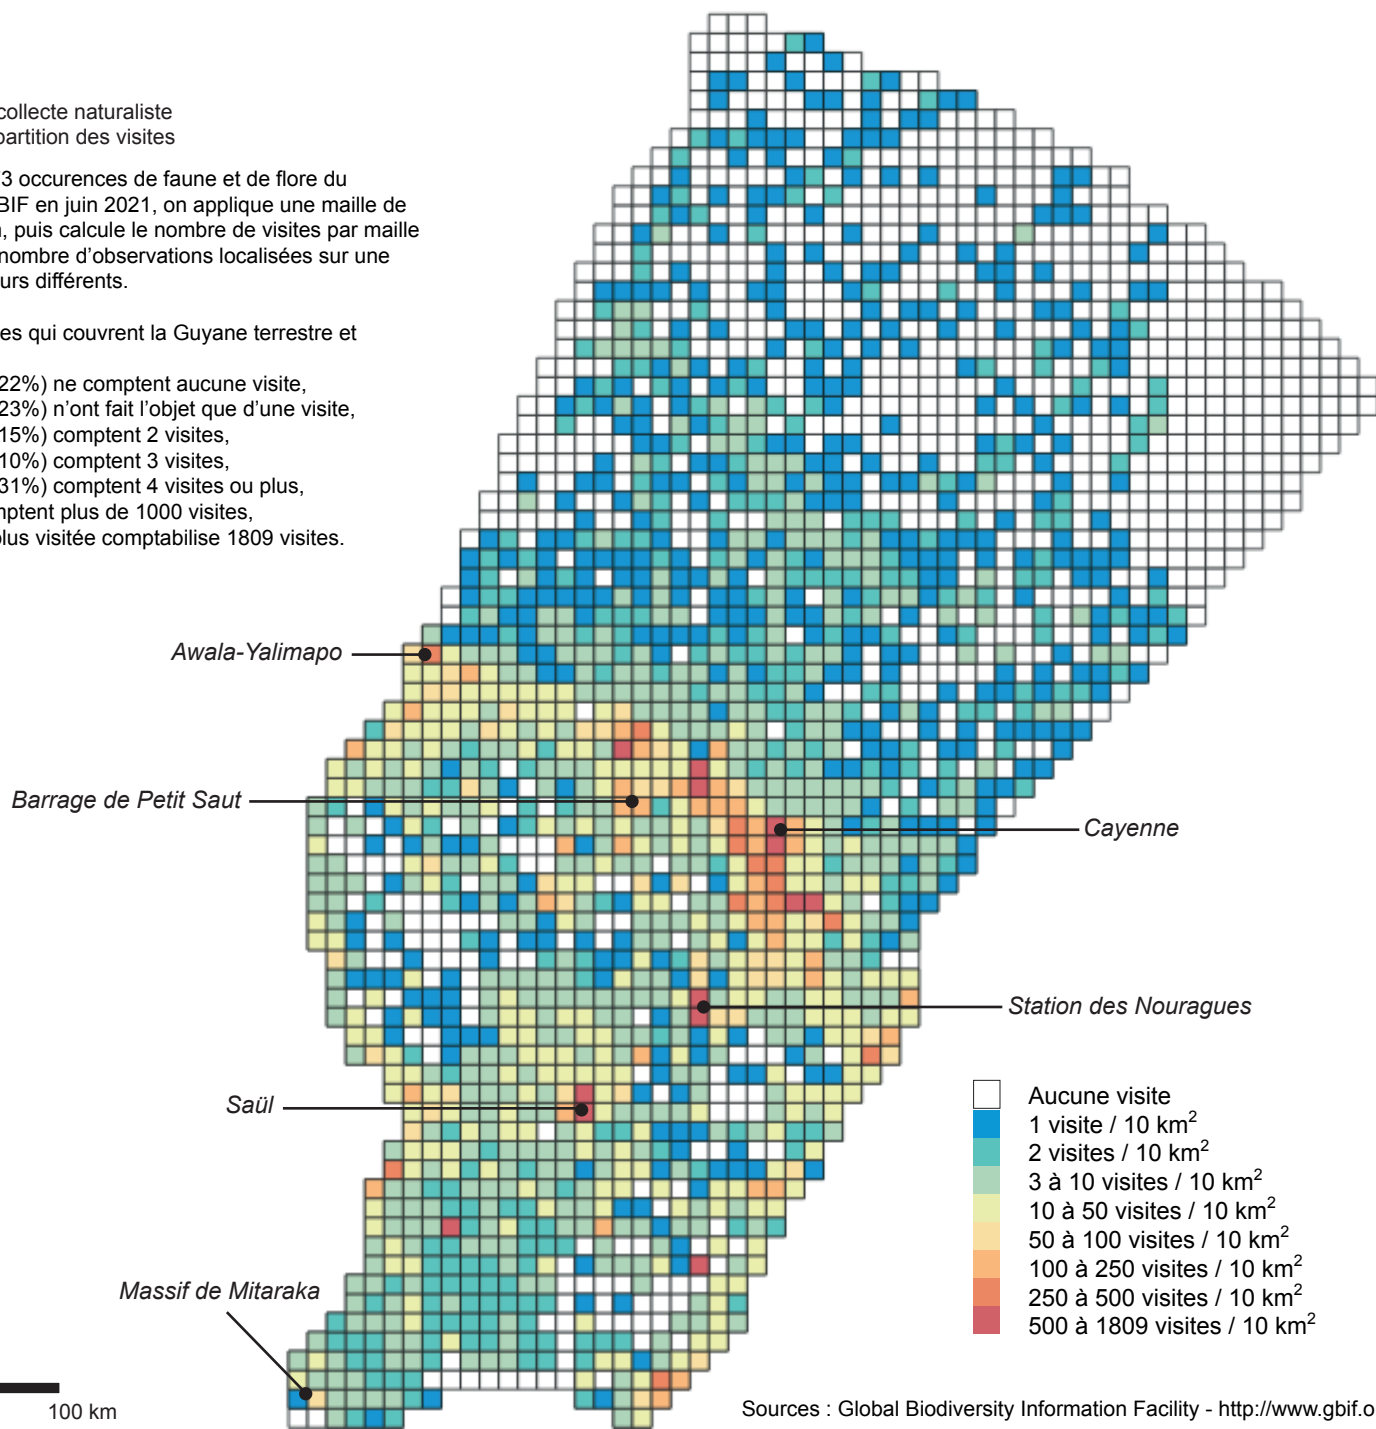 collecte naturaliste
partition des visites
3 occurences de faune et de flore du
BIF en juin 2021, on applique une maille de
, puis calcule le nombre de visites par maille
nombre d'observations localisées sur une
urs différents.
es qui couvrent la Guyane terrestre et
22%) ne comptent aucune visite,
23%) n'ont fait l'objet que d'une visite,
15%) comptent 2 visites,
10%) comptent 3 visites,
31%) comptent 4 visites ou plus,
mptent plus de 1000 visites,
plus visitée comptabilise 1809 visites.
Awala-Yalimapo
Barrage de Petit Saut
Cayenne
Station des Nouragues
Saül
Massif de Mitaraka
Aucune visite
1 visite / 10 km²
2 visites / 10 km²
3 à 10 visites / 10 km²
10 à 50 visites / 10 km²
50 à 100 visites / 10 km²
100 à 250 visites / 10 km²
250 à 500 visites / 10 km²
500 à 1809 visites / 10 km²
100 km
Sources : Global Biodiversity Information Facility - http://www.gbif.o